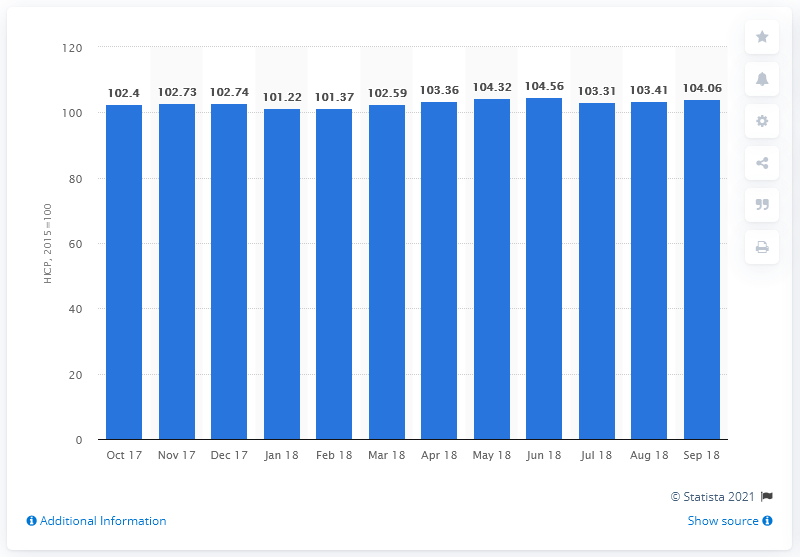 120
100
80
60
40
20
0
HICP, 2015=100
102.4 102.73 102.74 101.22 101.37 102.59 103.36 104.32 104.56 103.31 103.41 104.06
Oct 17 Nov 17 Dec 17 Jan 18 Feb 18 Mar 18 Apr 18 May 18 Jun 18 Jul 18 Aug 18 Sep 18
© Statista 2021
Additional Information
Show source